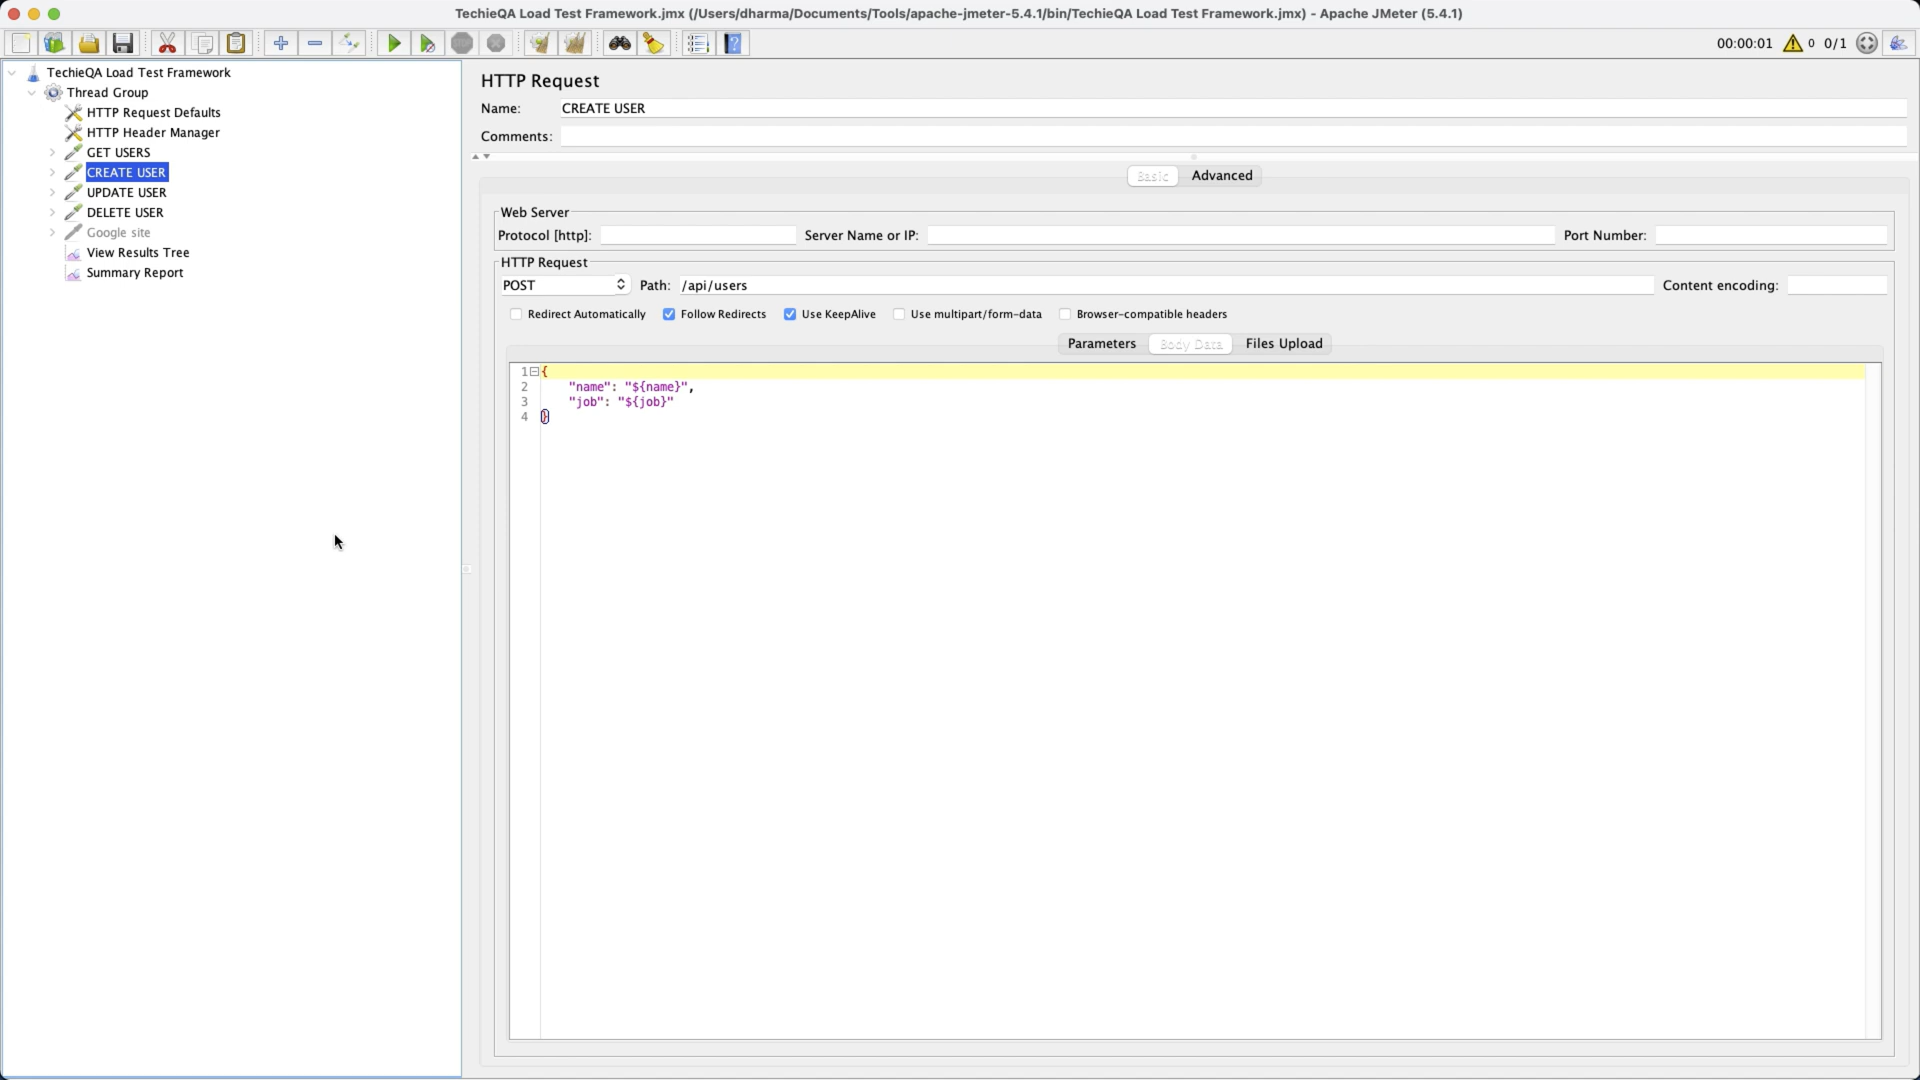 TechieQA Load Test Framework.jmx (/Users/dharma/Documents/Tools/apache-jmeter-5.4.1/bin/TechieQA Load Test Framework.jmx) - Apache JMeter (5.4.1)
00:00:01 0 0/1
TechieQA Load Test Framework
Thread Group
HTTP Request Defaults
HTTP Header Manager
GET USERS
CREATE USER
UPDATE USER
DELETE USER
Google site
View Results Tree
Summary Report
HTTP Request
Name: CREATE USER
Comments:
Basic Advanced
Web Server
Protocol [http]: Server Name or IP: Port Number:
HTTP Request
POST Path: /api/users Content encoding:
Redirect Automatically Follow Redirects Use KeepAlive Use multipart/form-data Browser-compatible headers
Parameters Body Data Files Upload
1 {
2 "name": "${name}",
3 "job": "${job}"
4 }